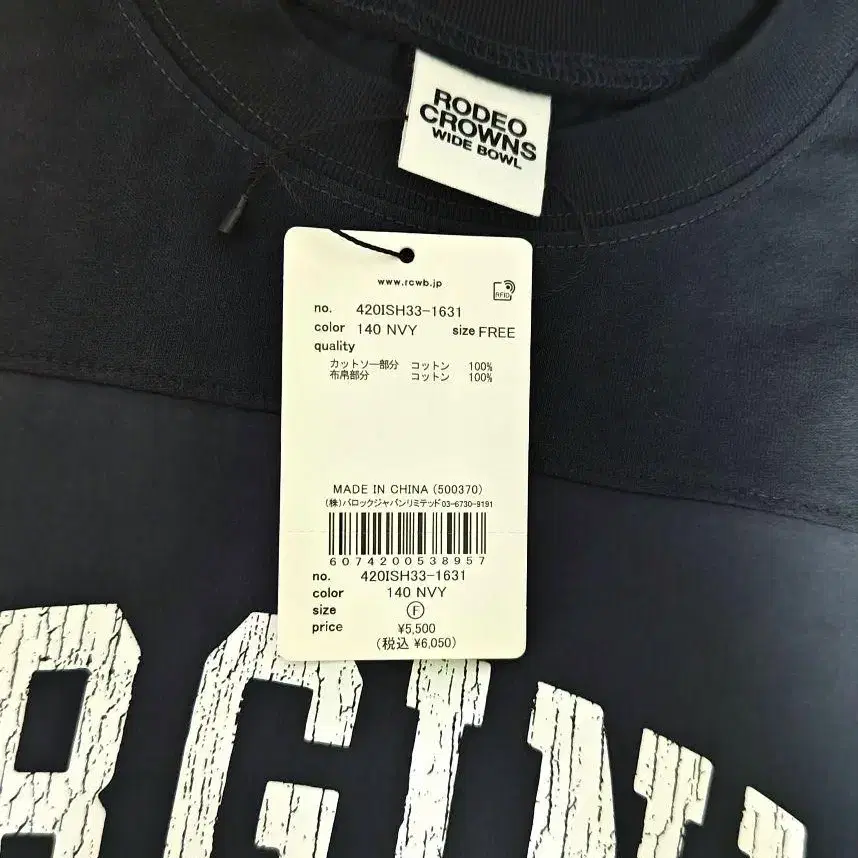 RODEO
CROWNS
WIDE BOWL
www.rcwb.jp
RFID
no. 420ISH33-1631
color 140 NVY size FREE
quality
カットソー部分 コットン 100%
布帛部分 コットン 100%
MADE IN CHINA (500370)
(株)バロックジャパンリミテッド03-6730-9191
6074200538957
no. 420ISH33-1631
color 140 NVY
size Ⓕ
price ¥5,500
(税込 ¥6,050)
RGIN